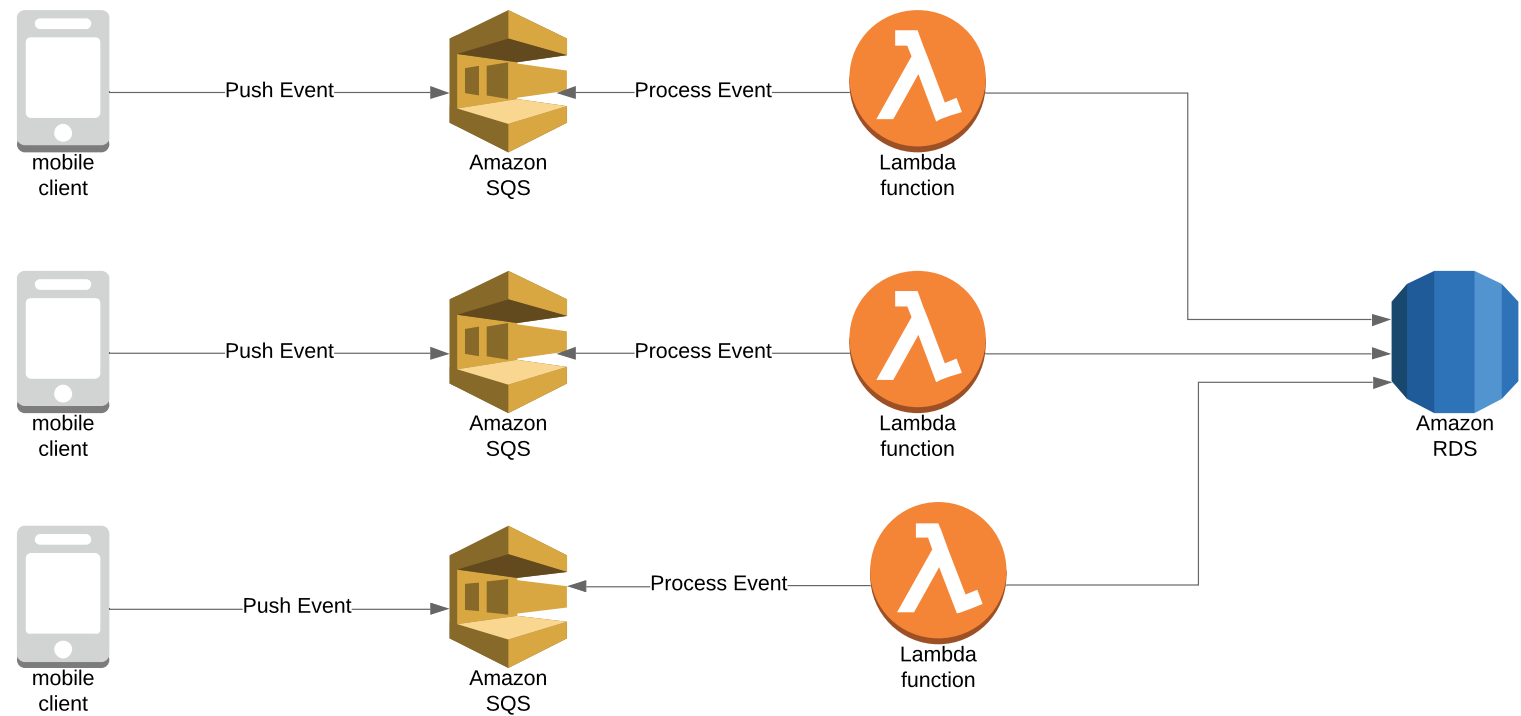 Push Event
Process Event
mobile
client
Amazon
SQS
Lambda
function
Push Event
Process Event
mobile
client
Amazon
SQS
Lambda
function
Amazon
RDS
Push Event
Process Event
mobile
client
Amazon
SQS
Lambda
function